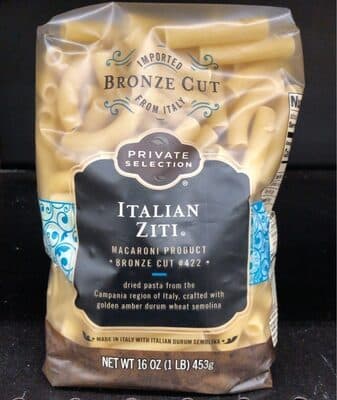 IMPORTED
BRONZE CUT
FROM ITALY
PRIVATE
SELECTION®
ITALIAN
ZITI
MACARONI PRODUCT
• BRONZE CUT #422 •
dried pasta from the
Campania region of Italy, crafted with
golden amber durum wheat semolina
MADE IN ITALY WITH ITALIAN DURUM SEMOLINA
NET WT 16 OZ (1 LB) 453g